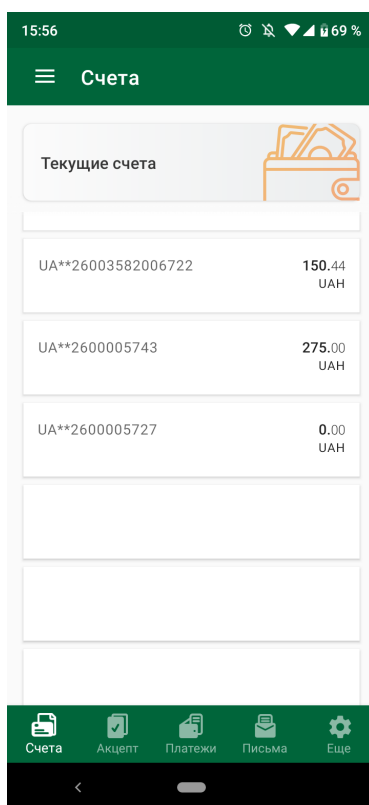 15:56
69 %
Счета
Текущие счета
UA**26003582006722
150.44
UAH
UA**2600005743
275.00
UAH
UA**2600005727
0.00
UAH
Счета Акцепт Платежи Письма Еще